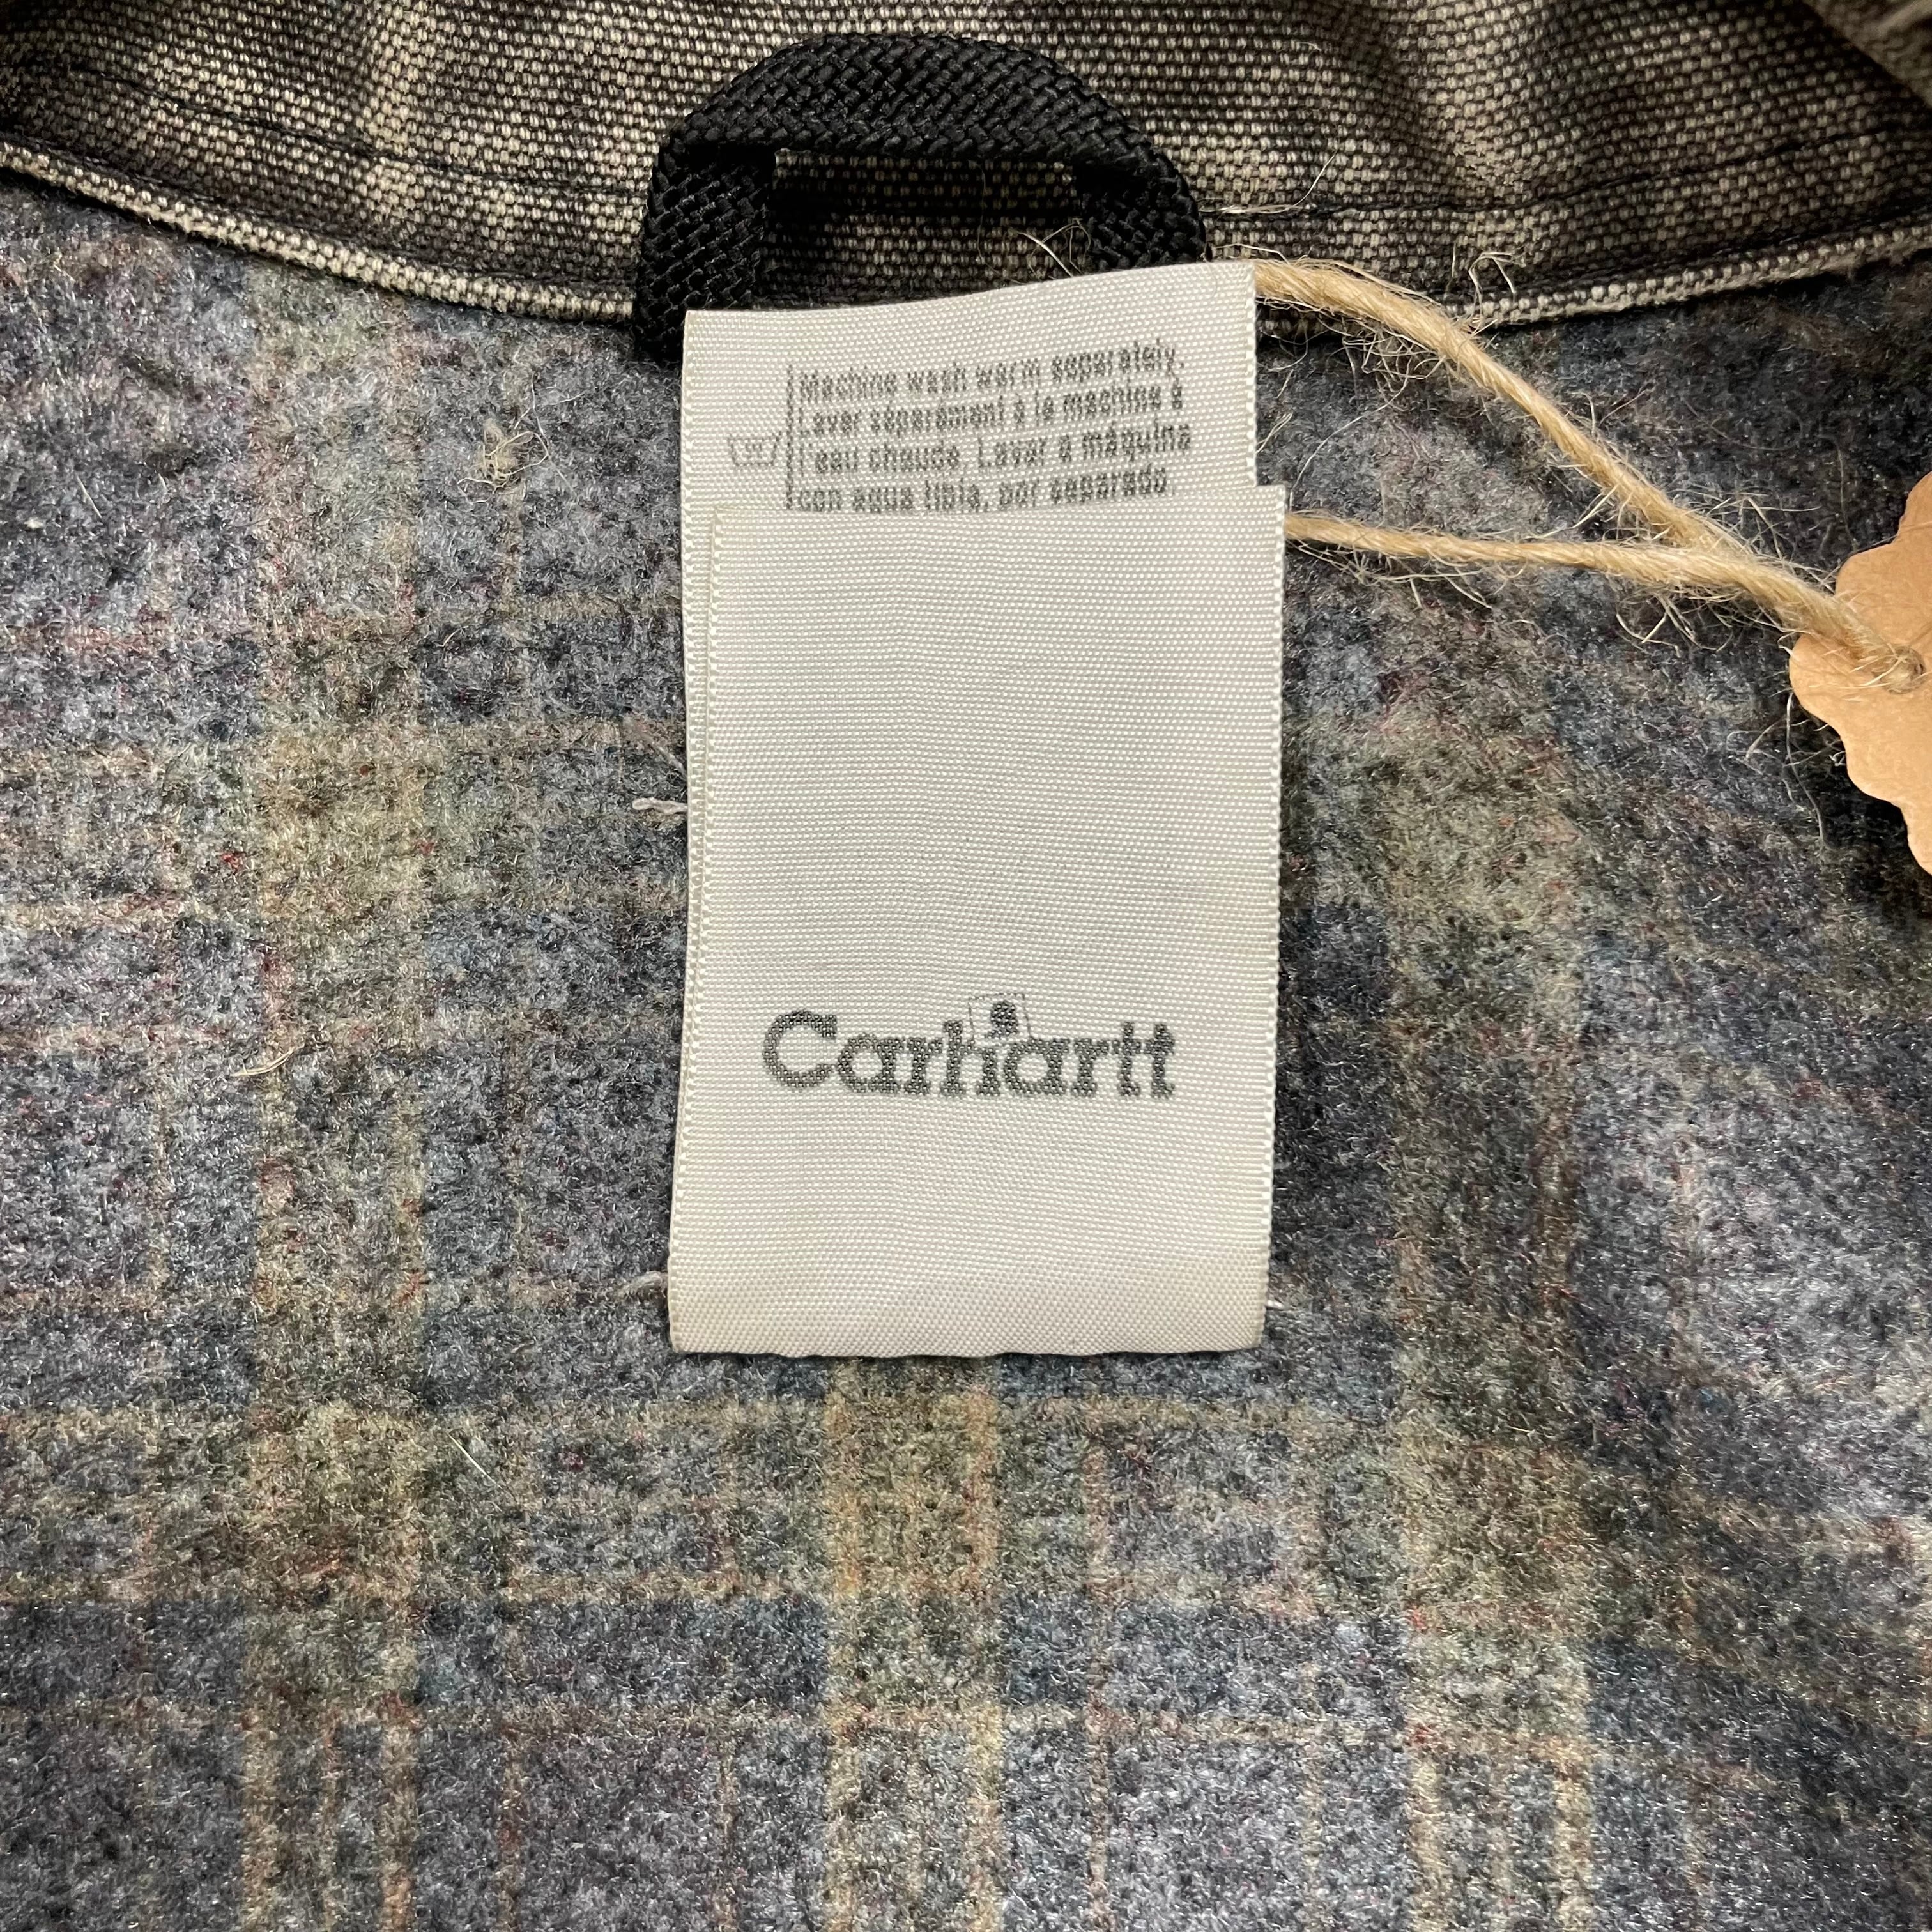 Machine wash warm separately.
Laver séparément à la machine à
l'eau chaude. Lavar a máquina
con agua tibia, por separado.
Carhartt